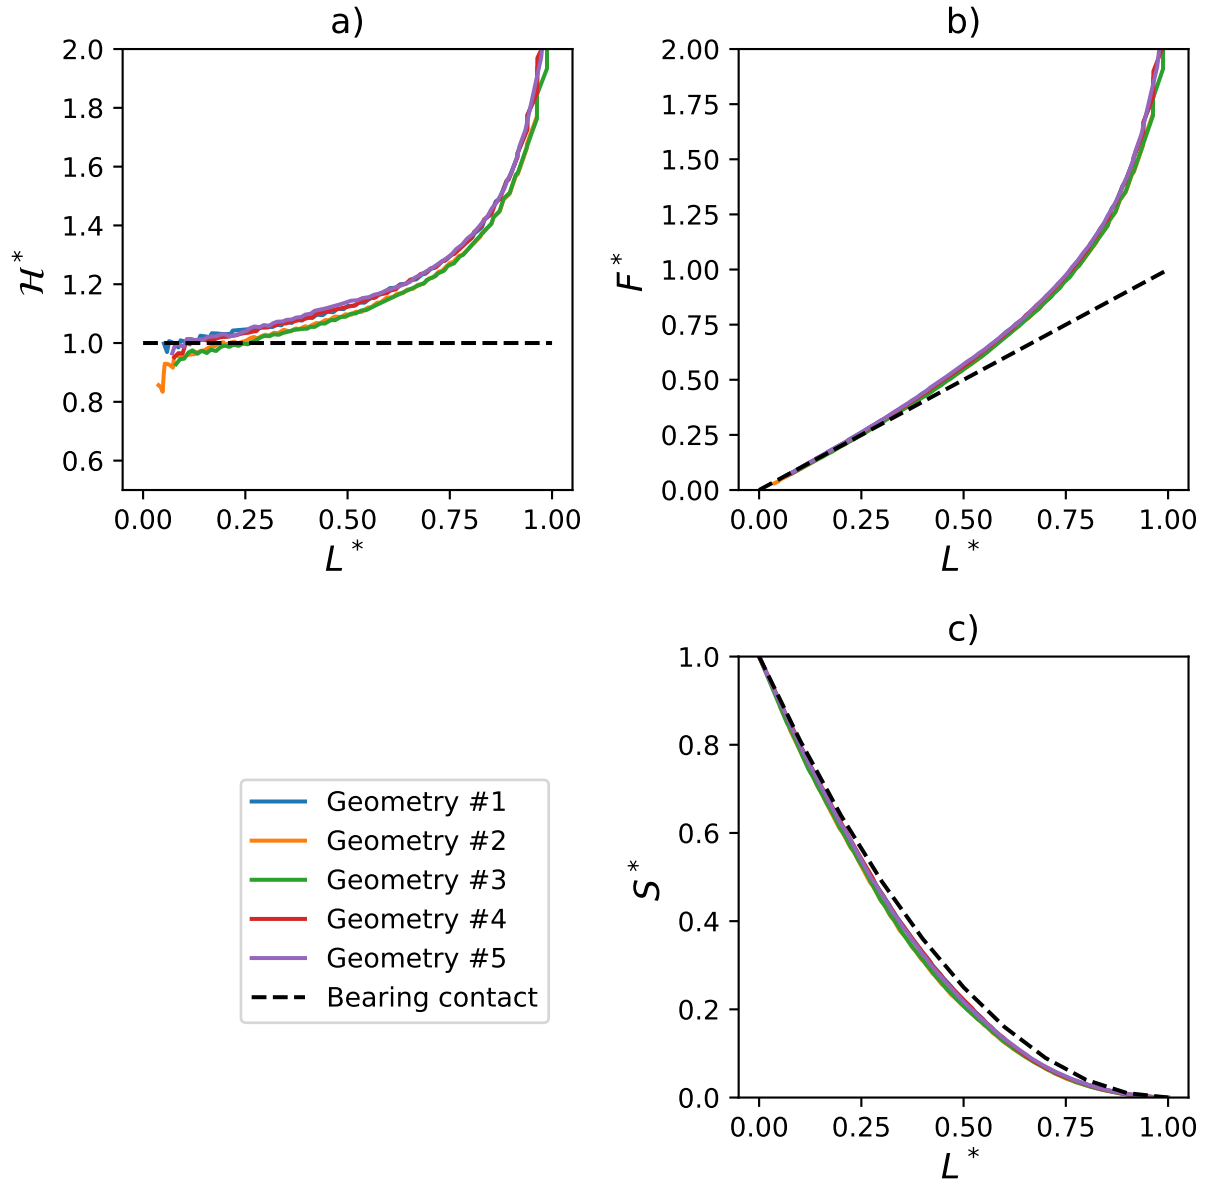 a)
2.0
1.8
1.6
1.4
1.2
1.0
0.8
0.6
ℋ*
0.00 0.25 0.50 0.75 1.00
L*
b)
2.00
1.75
1.50
1.25
1.00
0.75
0.50
0.25
0.00
F*
0.00 0.25 0.50 0.75 1.00
L*
Geometry #1
Geometry #2
Geometry #3
Geometry #4
Geometry #5
Bearing contact
c)
1.0
0.8
0.6
0.4
0.2
0.0
S*
0.00 0.25 0.50 0.75 1.00
L*